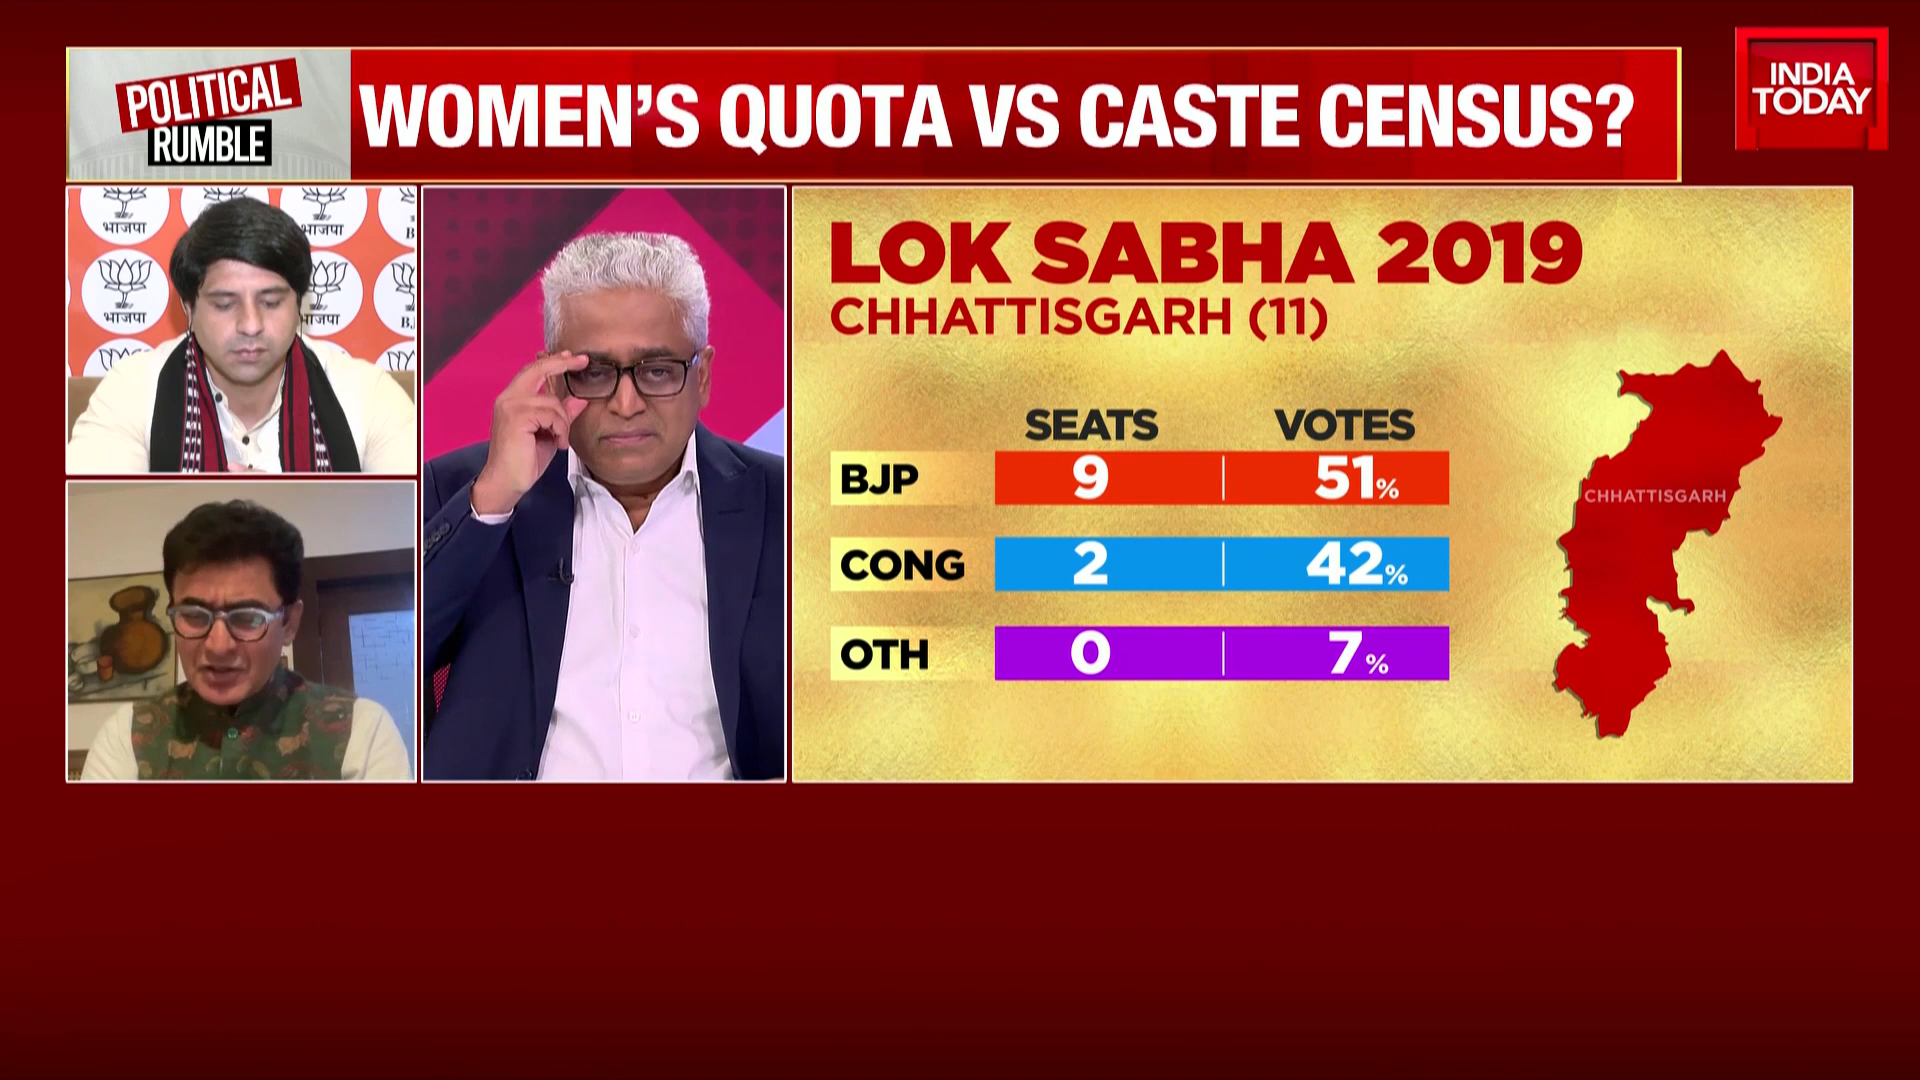 POLITICAL
RUMBLE
WOMEN'S QUOTA VS CASTE CENSUS?
INDIA
TODAY
भाजपा
भाजपा
B
भाजपा
भाजपा
BJ
LOK SABHA 2019
CHHATTISGARH (11)
SEATS VOTES
BJP 9 51%
CONG 2 42%
OTH 0 7%
CHHATTISGARH